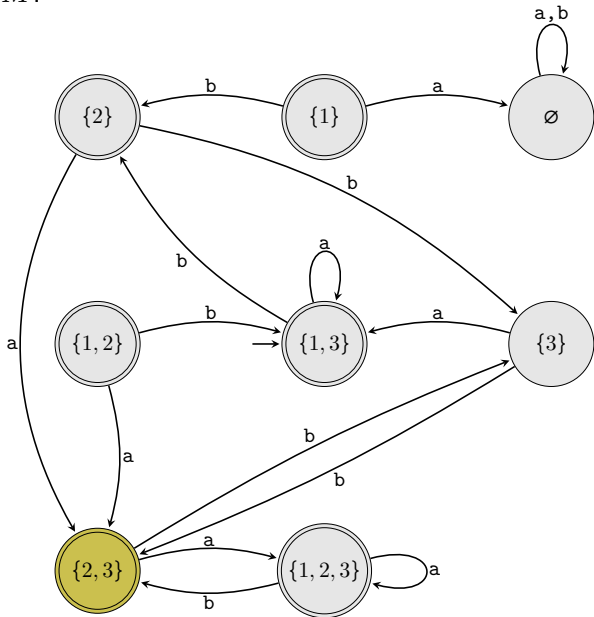 a,b
b
a
{2}
{1}
∅
b
a
b
b
a
{1, 2}
{1, 3}
{3}
a
b
a
b
{2, 3}
a
{1, 2, 3}
a
b